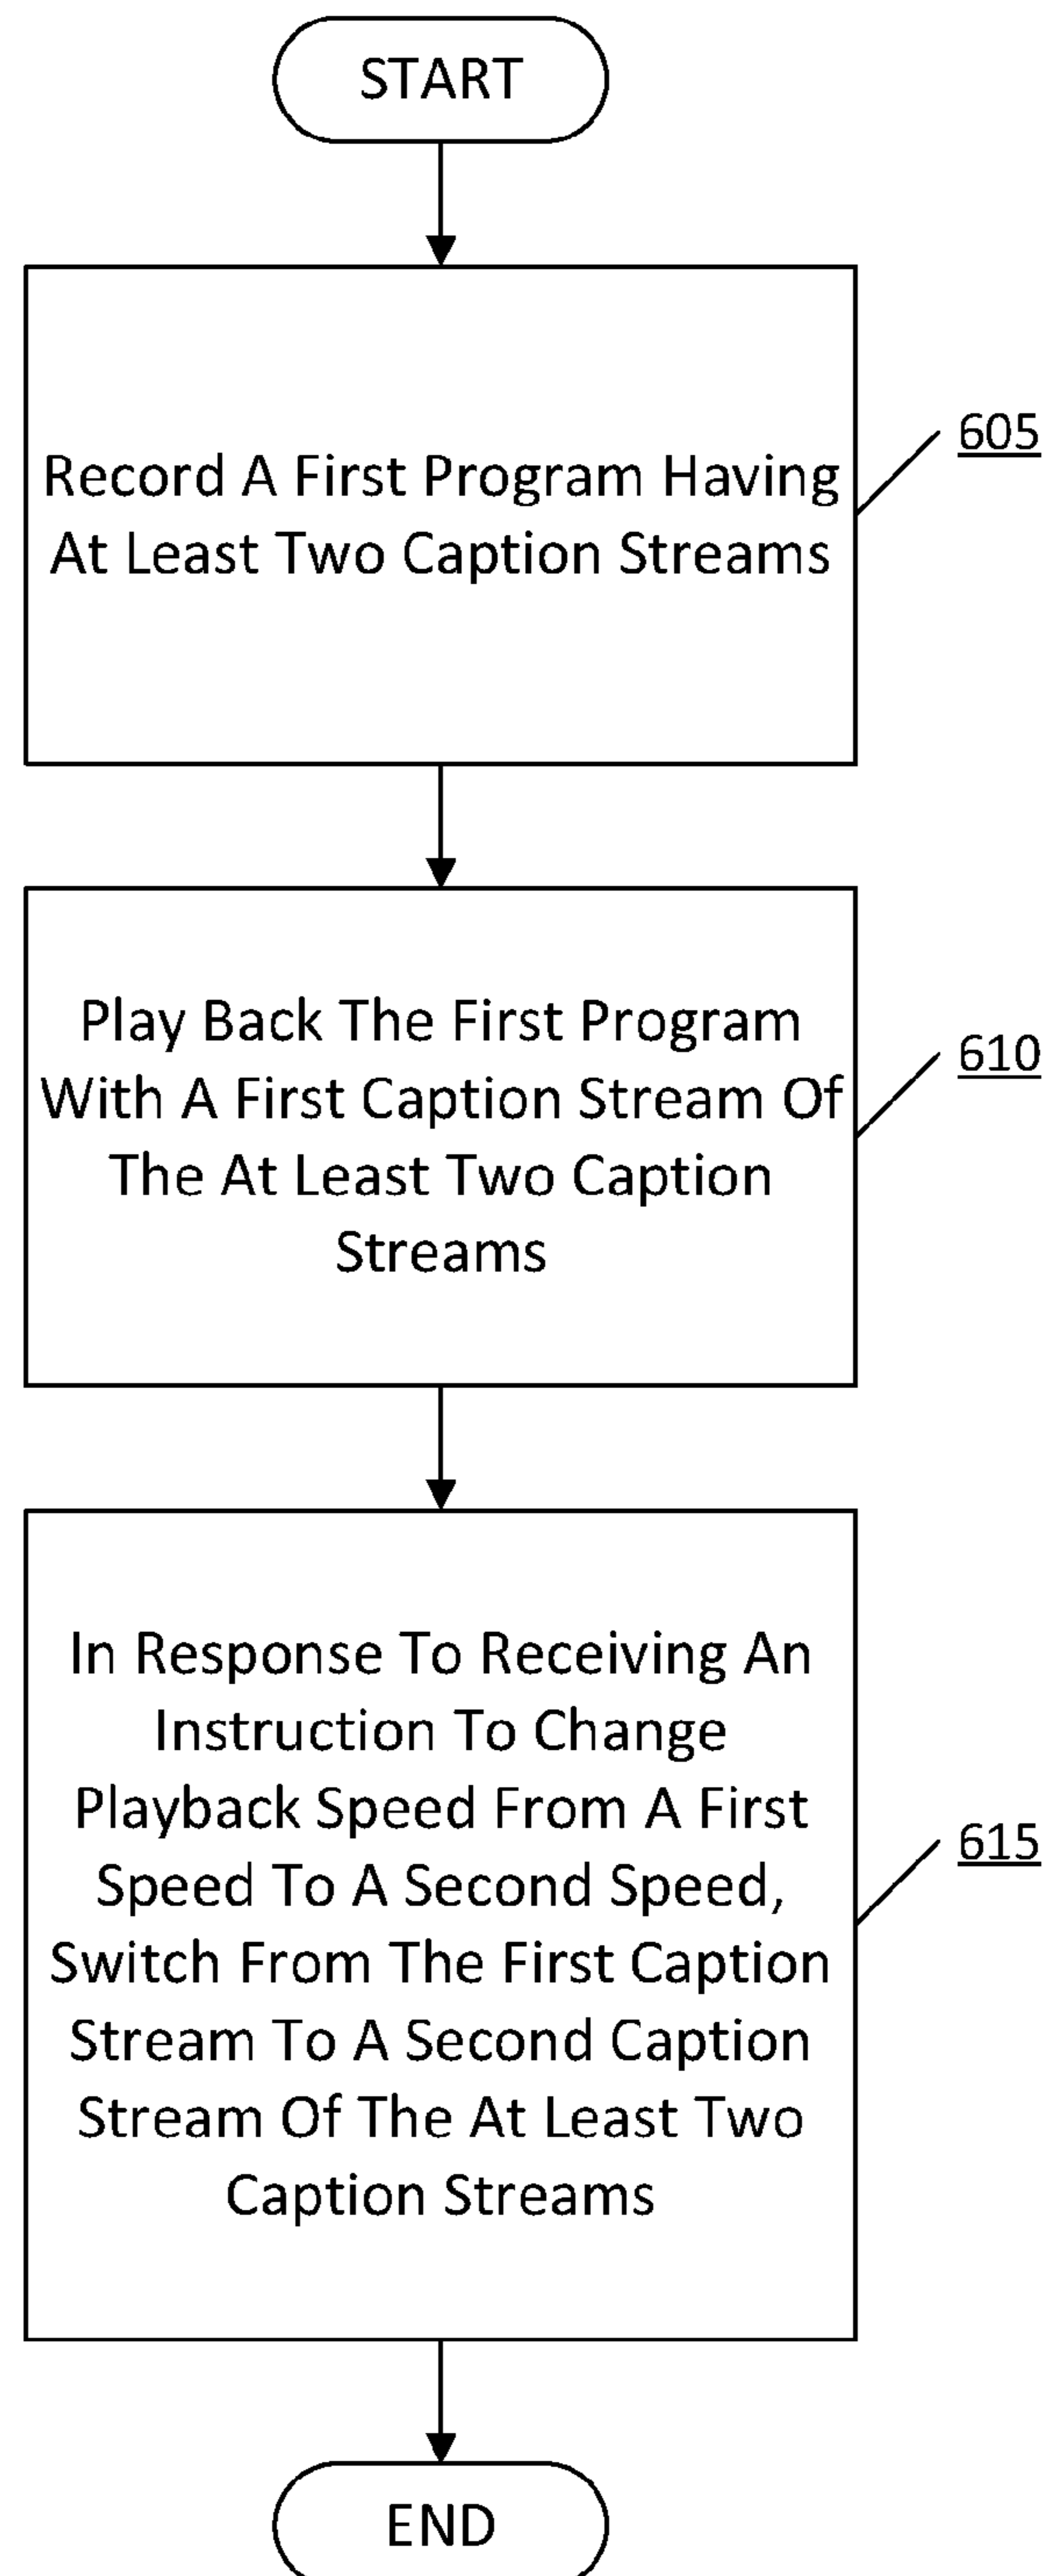 START
Record A First Program Having
At Least Two Caption Streams
605
Play Back The First Program
With A First Caption Stream Of
The At Least Two Caption
Streams
610
In Response To Receiving An
Instruction To Change
Playback Speed From A First
Speed To A Second Speed,
Switch From The First Caption
Stream To A Second Caption
Stream Of The At Least Two
Caption Streams
615
END